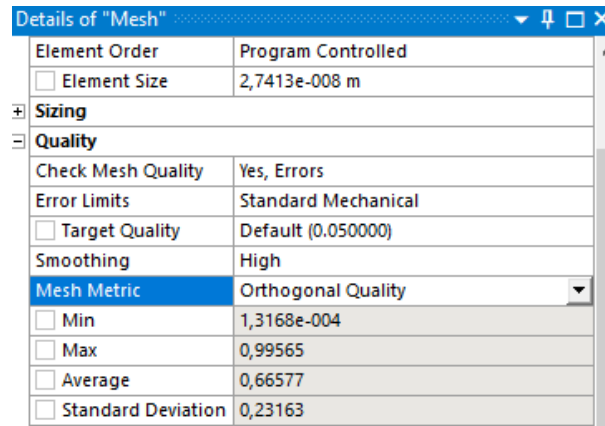 Details of "Mesh"
Element Order Program Controlled
Element Size 2,7413e-008 m
Sizing
Quality
Check Mesh Quality Yes, Errors
Error Limits Standard Mechanical
Target Quality Default (0.050000)
Smoothing High
Mesh Metric Orthogonal Quality
Min 1,3168e-004
Max 0,99565
Average 0,66577
Standard Deviation 0,23163